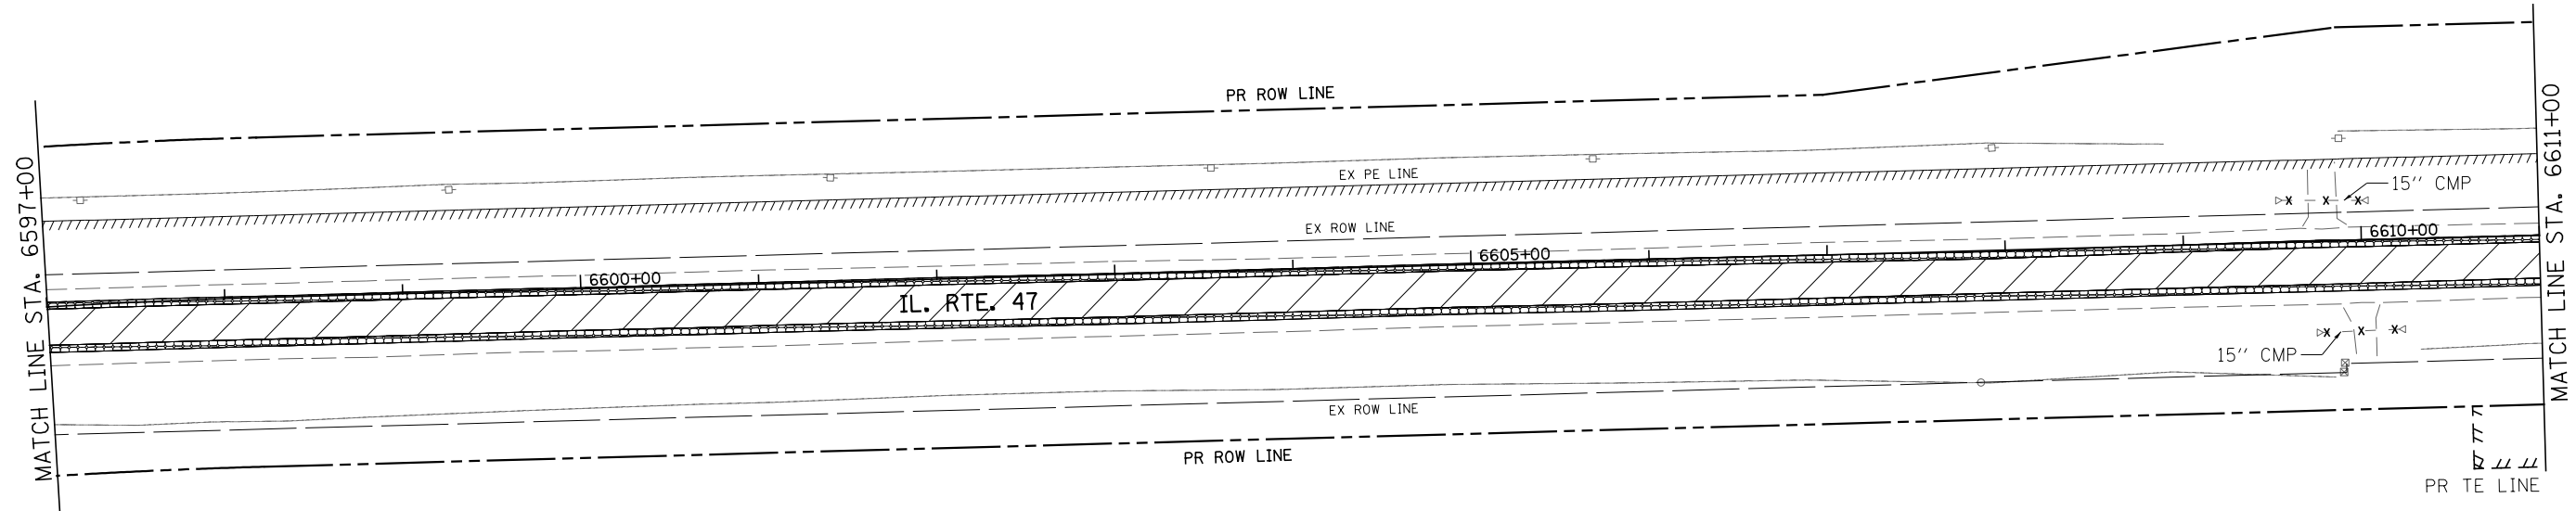 PR ROW LINE
MATCH LINE STA. 6597+00
MATCH LINE STA. 6611+00
EX PE LINE
15'' CMP
EX ROW LINE
6600+00
6605+00
6610+00
IL. RTE. 47
15'' CMP
EX ROW LINE
PR ROW LINE
PR TE LINE